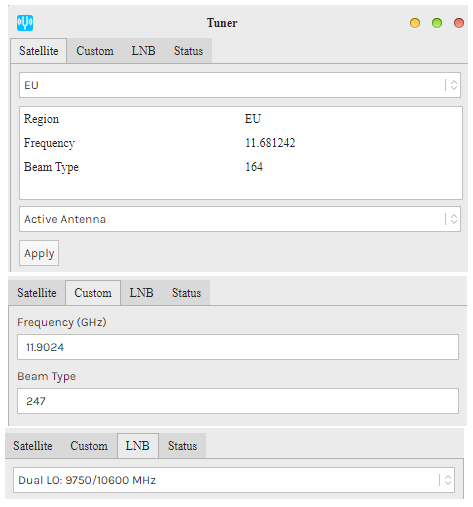 Tuner
Satellite Custom LNB Status
EU
Region EU
Frequency 11.681242
Beam Type 164
Active Antenna
Apply
Satellite Custom LNB Status
Frequency (GHz)
11.9024
Beam Type
247
Satellite Custom LNB Status
Dual LO: 9750/10600 MHz